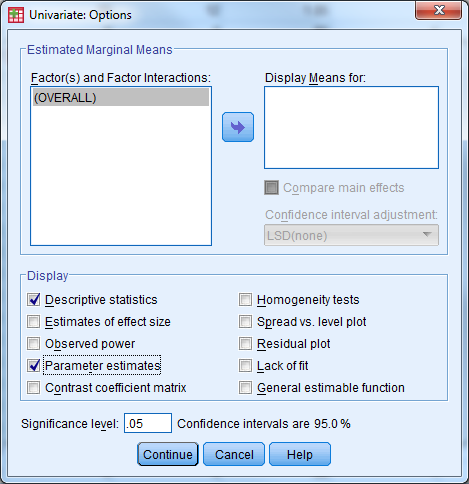 Univariate: Options
Estimated Marginal Means
Factor(s) and Factor Interactions:
(OVERALL)
Display Means for:
Compare main effects
Confidence interval adjustment:
LSD(none)
Display
Descriptive statistics
Estimates of effect size
Observed power
Parameter estimates
Contrast coefficient matrix
Homogeneity tests
Spread vs. level plot
Residual plot
Lack of fit
General estimable function
Significance level: .05 Confidence intervals are 95.0 %
Continue Cancel Help